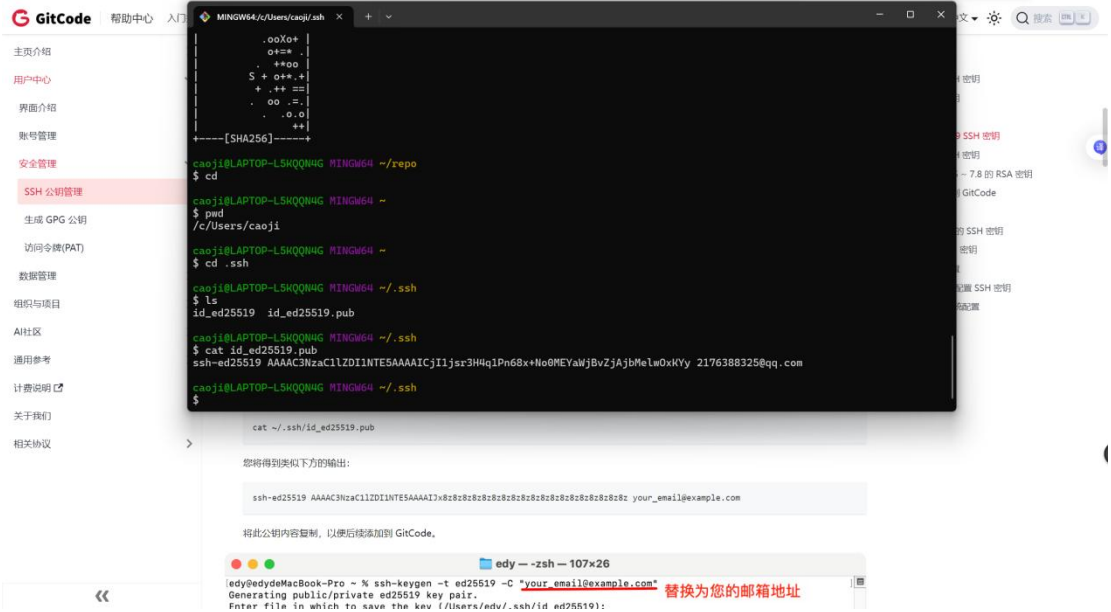 GitCode 帮助中心 入门
搜索
主页介绍
用户中心
界面介绍
账号管理
安全管理
SSH 公钥管理
生成 GPG 公钥
访问令牌(PAT)
数据管理
组织与项目
AI社区
通用参考
计费说明
关于我们
相关协议
MINGW64:/c/Users/caoji/.ssh
| .ooXo+ |
| o+=* .|
| . ++oo |
| S + o+*.+|
| + .++ ==|
| . oo .=.|
| . .o.o|
| ++|
+----[SHA256]-----+
caoji@LAPTOP-L5KQQN4G MINGW64 ~/repo
$ cd
caoji@LAPTOP-L5KQQN4G MINGW64 ~
$ pwd
/c/Users/caoji
caoji@LAPTOP-L5KQQN4G MINGW64 ~
$ cd .ssh
caoji@LAPTOP-L5KQQN4G MINGW64 ~/.ssh
$ ls
id_ed25519 id_ed25519.pub
caoji@LAPTOP-L5KQQN4G MINGW64 ~/.ssh
$ cat id_ed25519.pub
ssh-ed25519 AAAAC3NzaC1lZDI1NTE5AAAAICjI1jsr3H4q1Pn68x+No0MEYaWjBvZjAjbMelwOxKYy 2176388325@qq.com
caoji@LAPTOP-L5KQQN4G MINGW64 ~/.ssh
$
cat ~/.ssh/id_ed25519.pub
您将得到类似下方的输出：
ssh-ed25519 AAAAC3NzaC1lZDI1NTE5AAAAIJx8z8z8z8z8z8z8z8z8z8z8z8z8z8z8z8z8z8z8z your_email@example.com
将此公钥内容复制，以便后续添加到 GitCode。
edy — -zsh — 107×26
edy@edydeMacBook-Pro ~ % ssh-keygen -t ed25519 -C "your_email@example.com"
替换为您的邮箱地址
Generating public/private ed25519 key pair.
Enter file in which to save the key (/Users/edy/.ssh/id_ed25519):
密钥
9 SSH 密钥
密钥
– 7.8 的 RSA 密钥
GitCode
的 SSH 密钥
密钥
配置 SSH 密钥